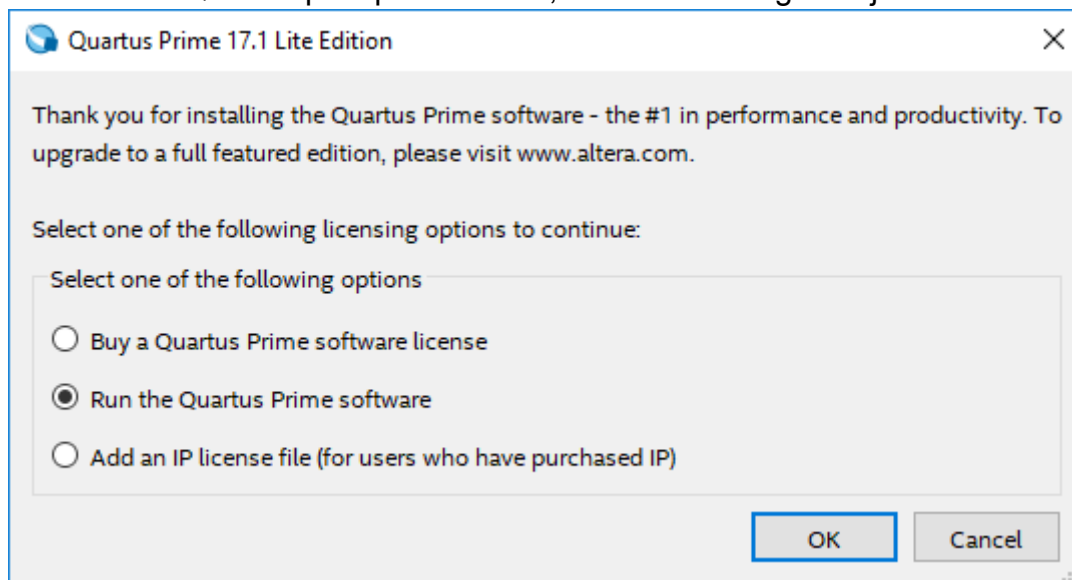 Quartus Prime 17.1 Lite Edition
Thank you for installing the Quartus Prime software - the #1 in performance and productivity. To
upgrade to a full featured edition, please visit www.altera.com.
Select one of the following licensing options to continue:
Select one of the following options
Buy a Quartus Prime software license
Run the Quartus Prime software
Add an IP license file (for users who have purchased IP)
OK Cancel